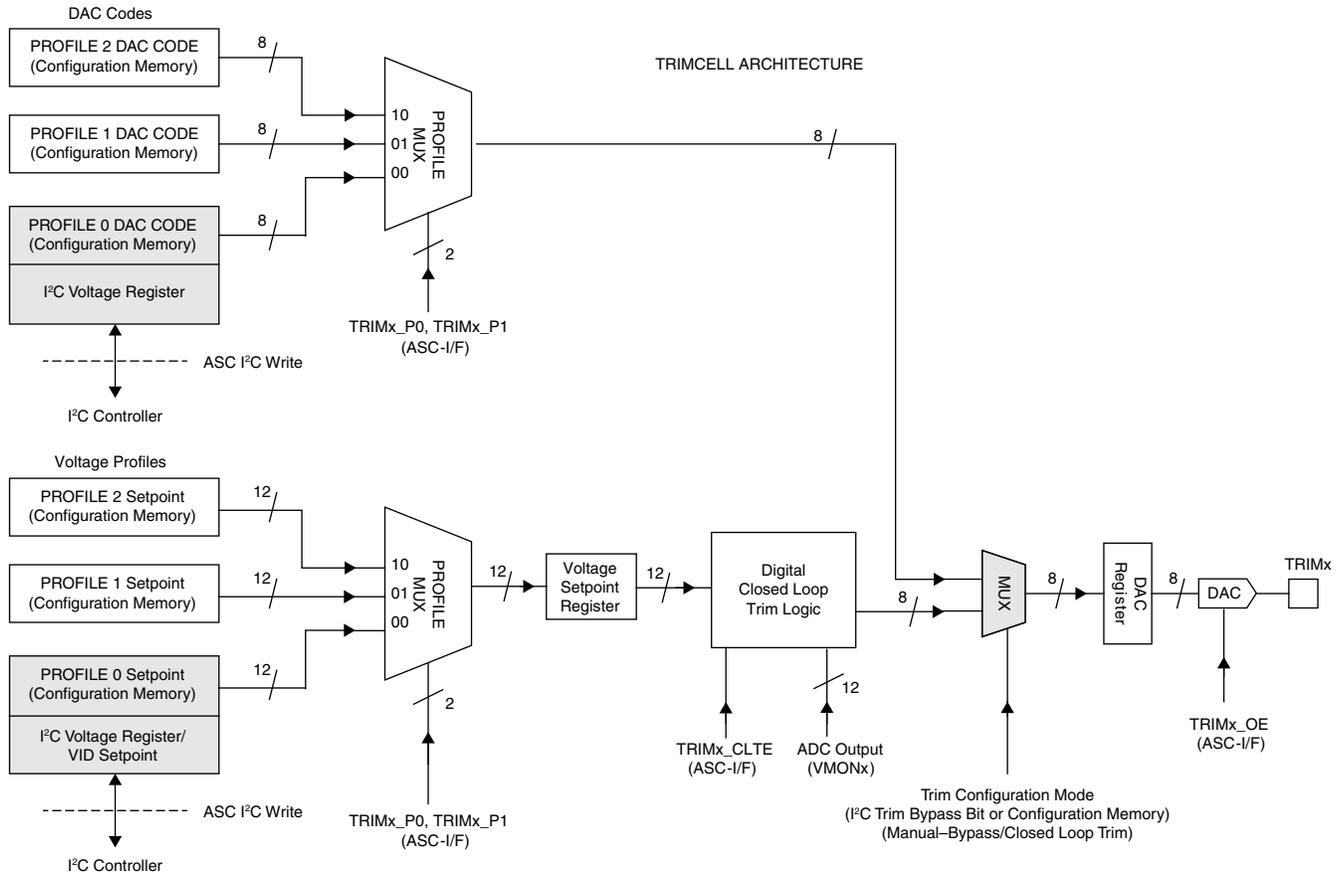 DAC Codes
PROFILE 2 DAC CODE
(Configuration Memory)
8
TRIMCELL ARCHITECTURE
PROFILE 1 DAC CODE
(Configuration Memory)
8
10
01
00
PROFILE
MUX
8
PROFILE 0 DAC CODE
(Configuration Memory)
8
I²C Voltage Register
2
TRIMx_P0, TRIMx_P1
(ASC-I/F)
ASC I²C Write
I²C Controller
Voltage Profiles
PROFILE 2 Setpoint
(Configuration Memory)
12
PROFILE 1 Setpoint
(Configuration Memory)
12
10
01
00
PROFILE
MUX
12
Voltage
Setpoint
Register
12
Digital
Closed Loop
Trim Logic
8
MUX
8
DAC
Register
8
DAC
TRIMx
PROFILE 0 Setpoint
(Configuration Memory)
12
I²C Voltage Register/
VID Setpoint
2
12
TRIMx_CLTE
(ASC-I/F)
ADC Output
(VMONx)
TRIMx_OE
(ASC-I/F)
ASC I²C Write
TRIMx_P0, TRIMx_P1
(ASC-I/F)
Trim Configuration Mode
(I²C Trim Bypass Bit or Configuration Memory)
(Manual–Bypass/Closed Loop Trim)
I²C Controller